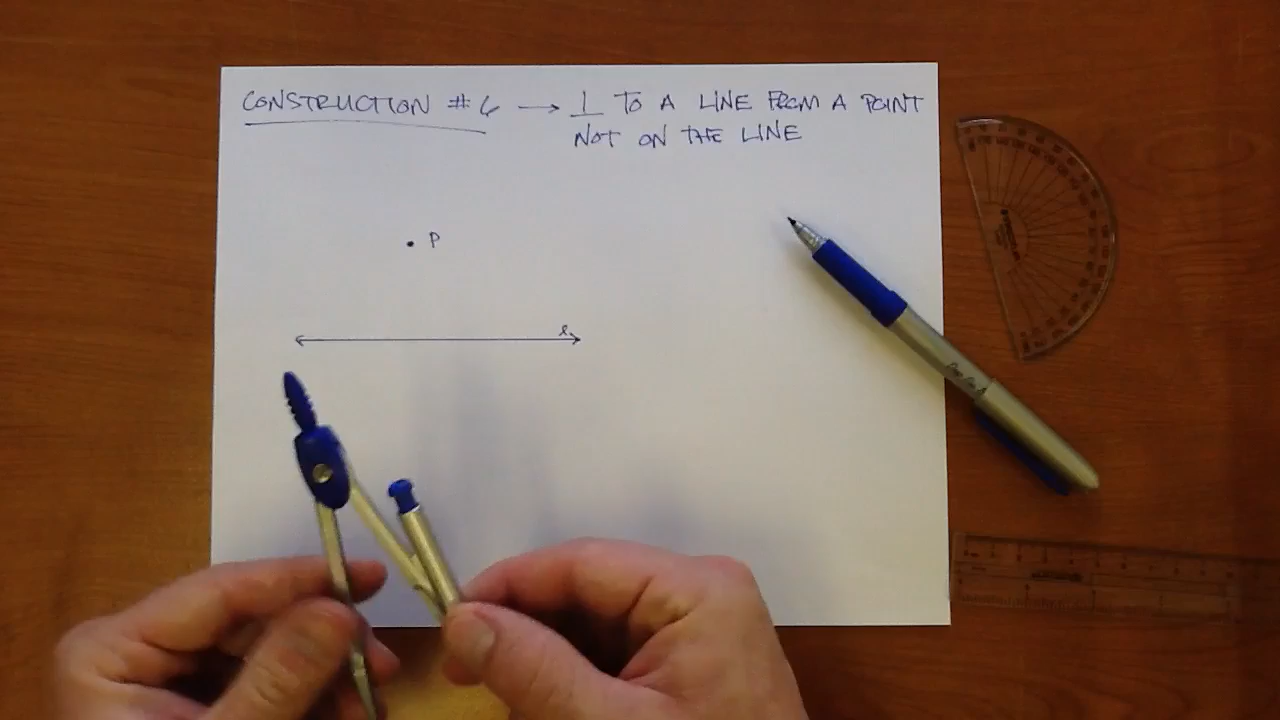 CONSTRUCTION #6 → ⊥ TO A LINE FROM A POINT
NOT ON THE LINE
P
ℓ